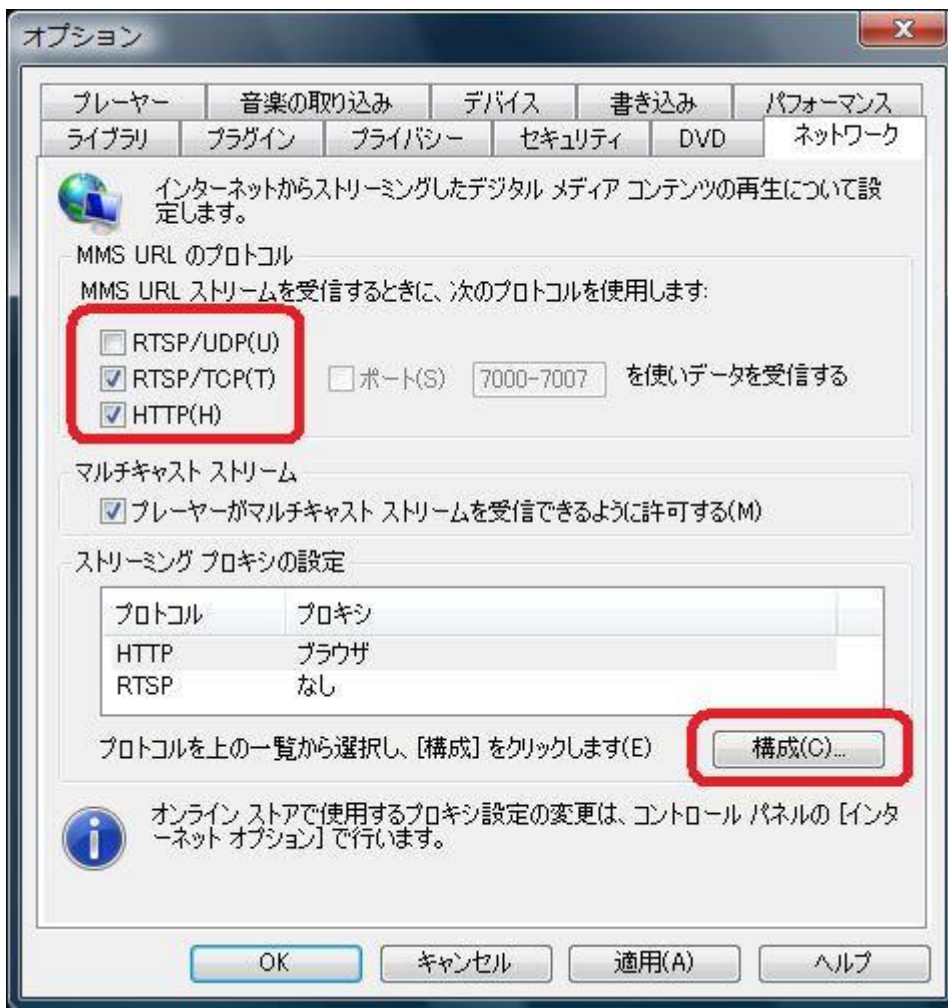 オプション
プレーヤー 音楽の取り込み デバイス 書き込み パフォーマンス
ライブラリ プラグイン プライバシー セキュリティ DVD ネットワーク
インターネットからストリーミングしたデジタル メディア コンテンツの再生について設
定します。
MMS URL のプロトコル
MMS URL ストリームを受信するときに、次のプロトコルを使用します:
RTSP/UDP(U)
RTSP/TCP(T) ポート(S) 7000-7007 を使いデータを受信する
HTTP(H)
マルチキャスト ストリーム
プレーヤーがマルチキャスト ストリームを受信できるように許可する(M)
ストリーミング プロキシの設定
プロトコル プロキシ
HTTP ブラウザ
RTSP なし
プロトコルを上の一覧から選択し、[構成] をクリックします(E) 構成(C)...
オンライン ストアで使用するプロキシ設定の変更は、コントロール パネルの [インタ
ーネット オプション] で行います。
OK キャンセル 適用(A) ヘルプ